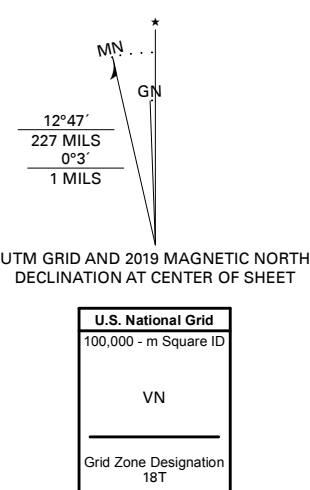 ★
MN
GN
12°47´
227 MILS
0°3´
1 MILS
UTM GRID AND 2019 MAGNETIC NORTH
DECLINATION AT CENTER OF SHEET
U.S. National Grid
100,000 - m Square ID
VN
Grid Zone Designation
18T